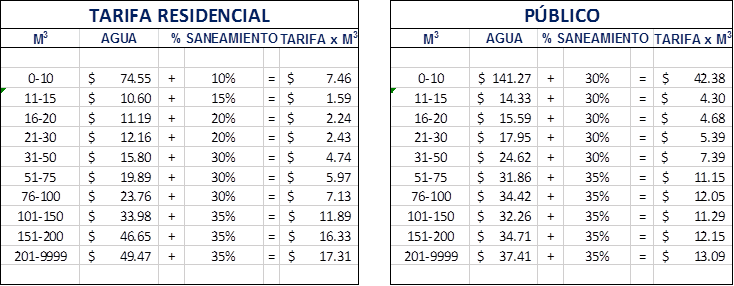 TARIFA RESIDENCIAL
M³ AGUA % SANEAMIENTO TARIFA x M³
0-10 $ 74.55 + 10% = $ 7.46
11-15 $ 10.60 + 15% = $ 1.59
16-20 $ 11.19 + 20% = $ 2.24
21-30 $ 12.16 + 20% = $ 2.43
31-50 $ 15.80 + 30% = $ 4.74
51-75 $ 19.89 + 30% = $ 5.97
76-100 $ 23.76 + 30% = $ 7.13
101-150 $ 33.98 + 35% = $ 11.89
151-200 $ 46.65 + 35% = $ 16.33
201-9999 $ 49.47 + 35% = $ 17.31
PÚBLICO
M³ AGUA % SANEAMIENTO TARIFA x M³
0-10 $ 141.27 + 30% = $ 42.38
11-15 $ 14.33 + 30% = $ 4.30
16-20 $ 15.59 + 30% = $ 4.68
21-30 $ 17.95 + 30% = $ 5.39
31-50 $ 24.62 + 30% = $ 7.39
51-75 $ 31.86 + 35% = $ 11.15
76-100 $ 34.42 + 35% = $ 12.05
101-150 $ 32.26 + 35% = $ 11.29
151-200 $ 34.71 + 35% = $ 12.15
201-9999 $ 37.41 + 35% = $ 13.09